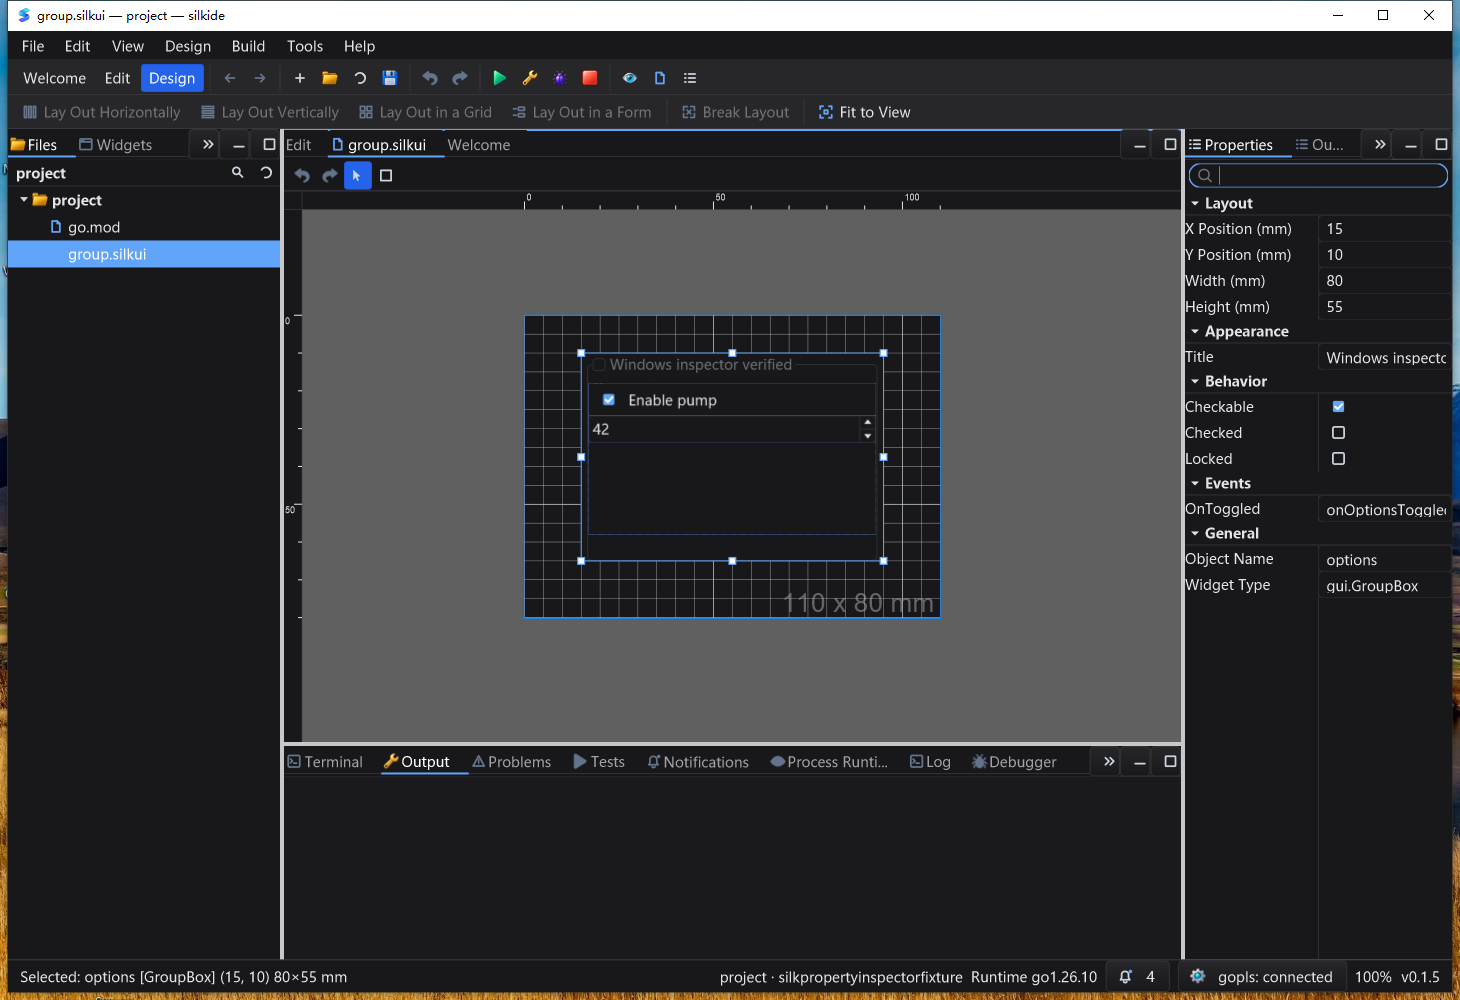 group.silkui — project — silkide
File Edit View Design Build Tools Help
Welcome Edit Design
Lay Out Horizontally Lay Out Vertically Lay Out in a Grid Lay Out in a Form Break Layout Fit to View
Files Widgets
project
project
go.mod
group.silkui
Edit group.silkui Welcome
0 50 100
0
50
Windows inspector verified
Enable pump
42
110 x 80 mm
Terminal Output Problems Tests Notifications Process Runti... Log Debugger
Properties Ou...
Layout
X Position (mm) 15
Y Position (mm) 10
Width (mm) 80
Height (mm) 55
Appearance
Title Windows inspecto
Behavior
Checkable
Checked
Locked
Events
OnToggled onOptionsToggled
General
Object Name options
Widget Type gui.GroupBox
Selected: options [GroupBox] (15, 10) 80×55 mm project · silkpropertyinspectorfixture Runtime go1.26.10 4 gopls: connected 100% v0.1.5